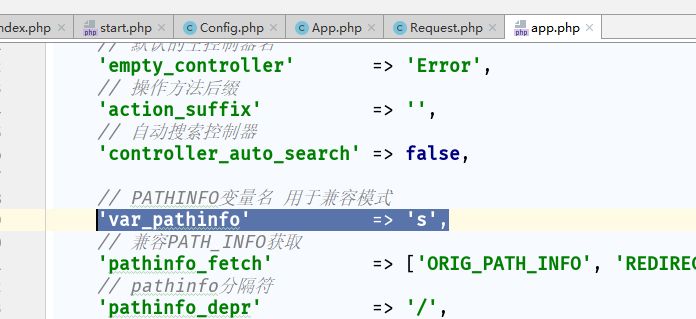 ndex.php start.php Config.php App.php Request.php app.php
'empty_controller' => 'Error',
// 操作方法后缀
'action_suffix' => '',
// 自动搜索控制器
'controller_auto_search' => false,
// PATHINFO变量名 用于兼容模式
'var_pathinfo' => 's',
// 兼容PATH_INFO获取
'pathinfo_fetch' => ['ORIG_PATH_INFO', 'REDIREC
// pathinfo分隔符
'pathinfo_depr' => '/',